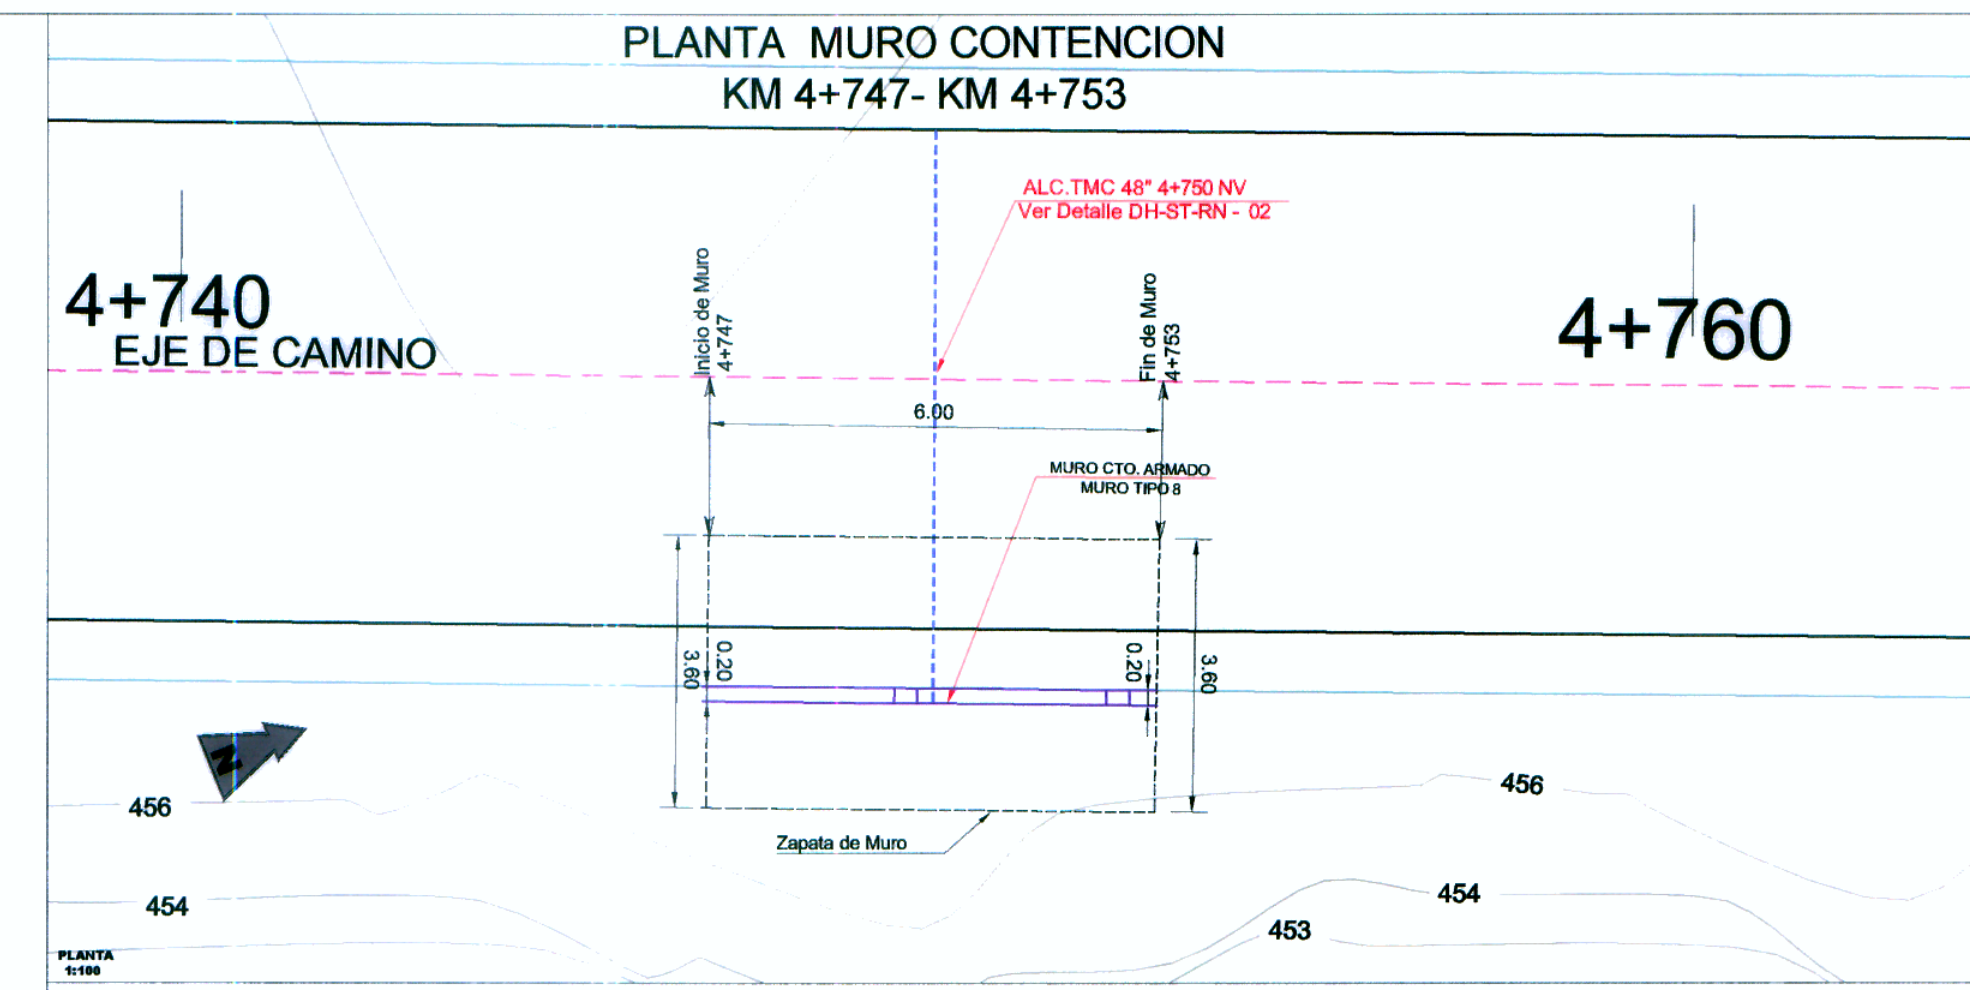 PLANTA MURO CONTENCION
KM 4+747- KM 4+753
ALC.TMC 48" 4+750 NV
Ver Detalle DH-ST-RN - 02
4+740
EJE DE CAMINO
Inicio de Muro
4+747
Fin de Muro
4+753
4+760
6.00
MURO CTO. ARMADO
MURO TIPO 8
3.60
0.20
0.20
3.60
N
456
456
Zapata de Muro
454
454
453
PLANTA
1:100